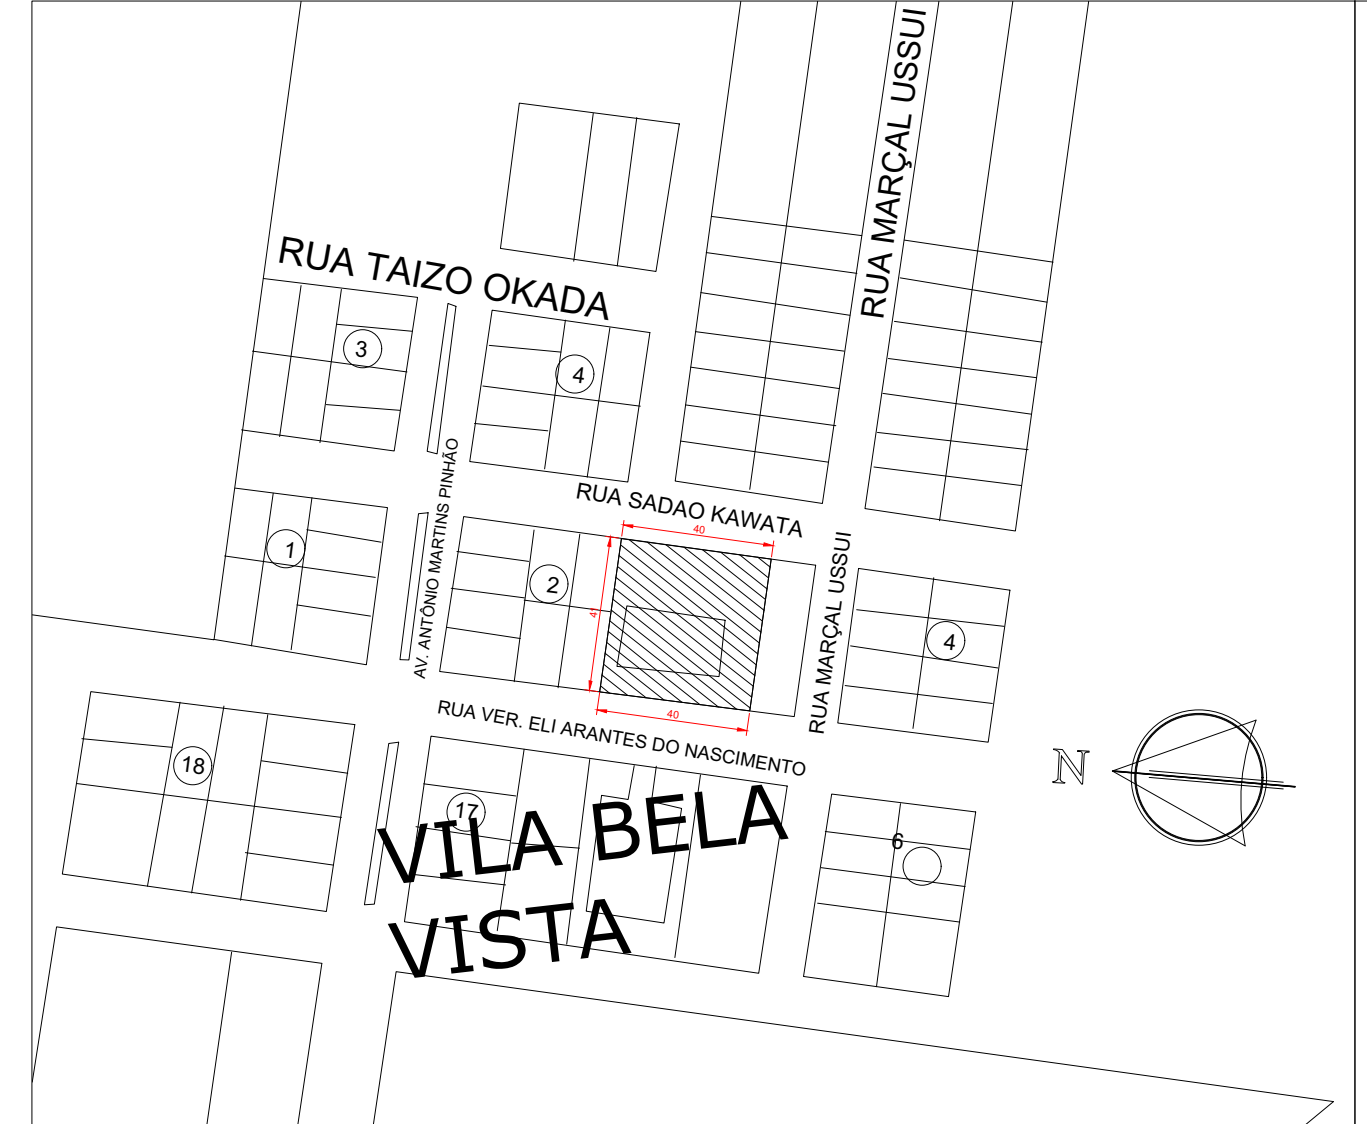 RUA MARÇAL USSUI
RUA TAIZO OKADA
3
4
AV. ANTÔNIO MARTINS PINHÃO
RUA SADAO KAWATA
40
1
2
41
RUA MARÇAL USSUI
4
40
RUA VER. ELI ARANTES DO NASCIMENTO
N
18
17
VILA BELA
VISTA
6